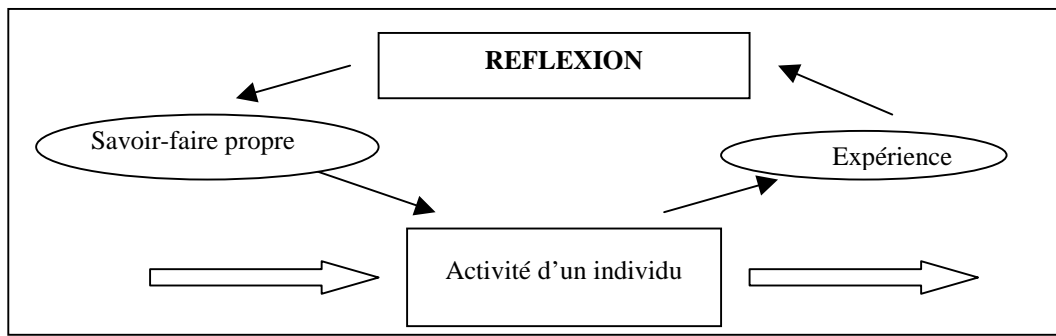 REFLEXION
Savoir-faire propre
Expérience
Activité d’un individu